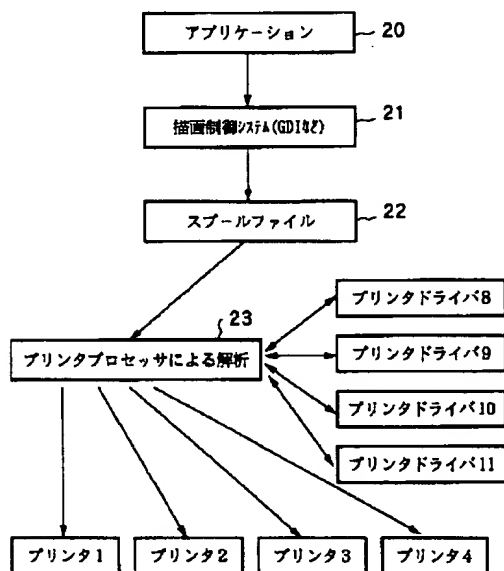 アプリケーション
20
描画制御システム(GDIなど)
21
スプールファイル
22
23
プリンタプロセッサによる解析
プリンタドライバ8
プリンタドライバ9
プリンタドライバ10
プリンタドライバ11
プリンタ1
プリンタ2
プリンタ3
プリンタ4